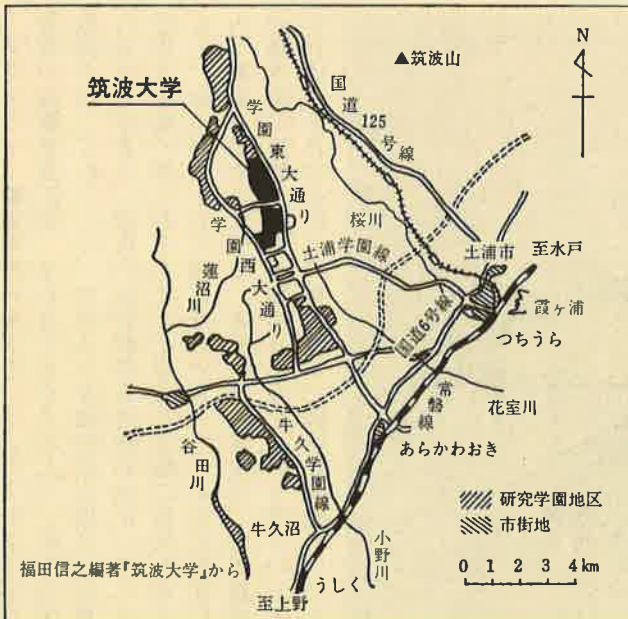 N
▲筑波山
筑波大学
国道125号線
学園東大通り
桜川
土浦市
至水戸
学園西大通り
土浦学園線
蓮沼川
霞ヶ浦
国道6号線
つちうら
花室川
常磐線
あらかわおき
谷田川
牛久学園線
研究学園地区
市街地
牛久沼
小野川
0 1 2 3 4km
福田信之編著『筑波大学』から
うしく
至上野